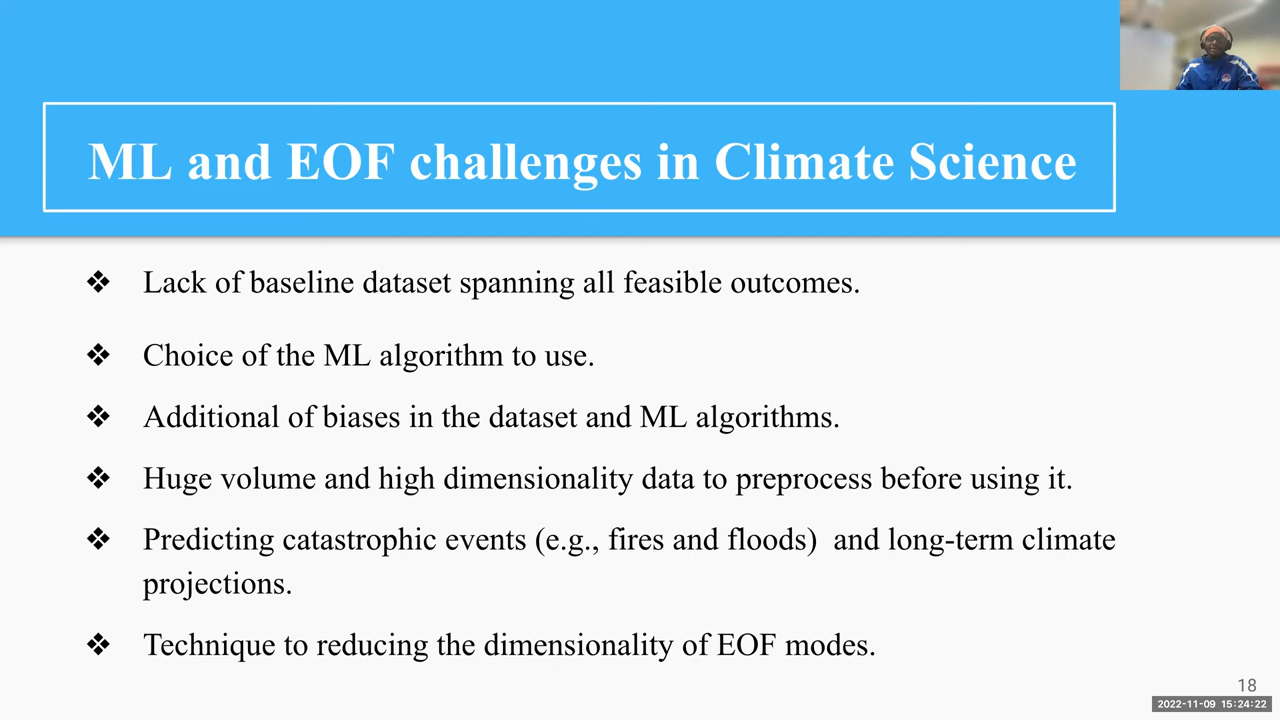 ML and EOF challenges in Climate Science
❖ Lack of baseline dataset spanning all feasible outcomes.
❖ Choice of the ML algorithm to use.
❖ Additional of biases in the dataset and ML algorithms.
❖ Huge volume and high dimensionality data to preprocess before using it.
❖ Predicting catastrophic events (e.g., fires and floods)  and long-term climate
projections.
❖ Technique to reducing the dimensionality of EOF modes.
18
2022-11-09 15:24:22